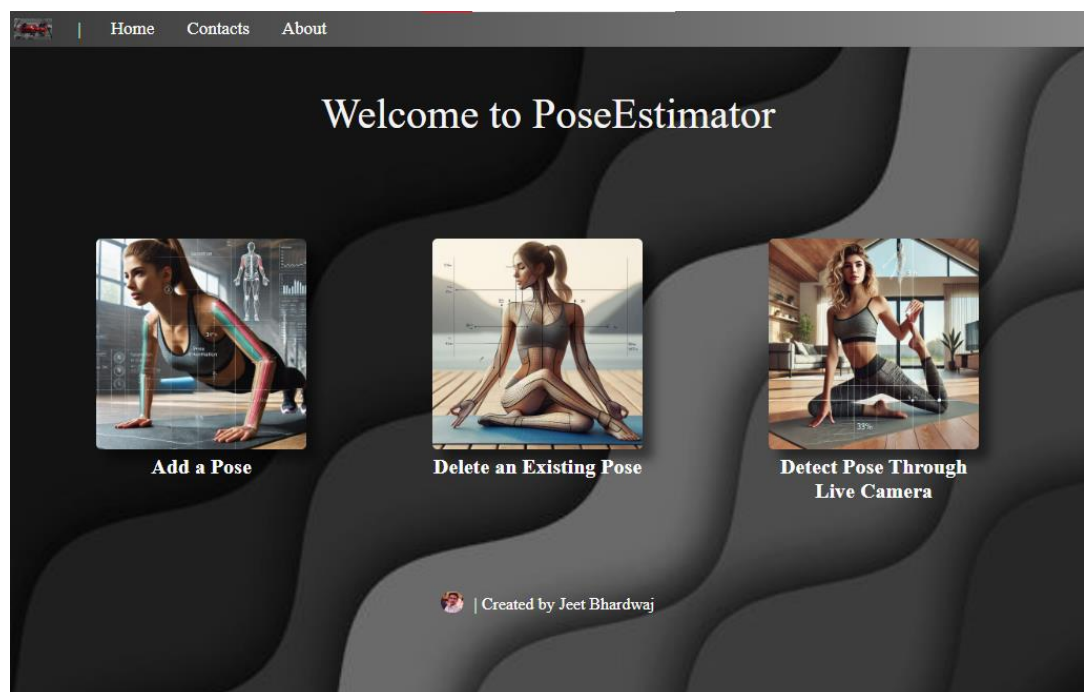 | Home Contacts About
Welcome to PoseEstimator
33%
Add a Pose
Delete an Existing Pose
Detect Pose Through
Live Camera
| Created by Jeet Bhardwaj